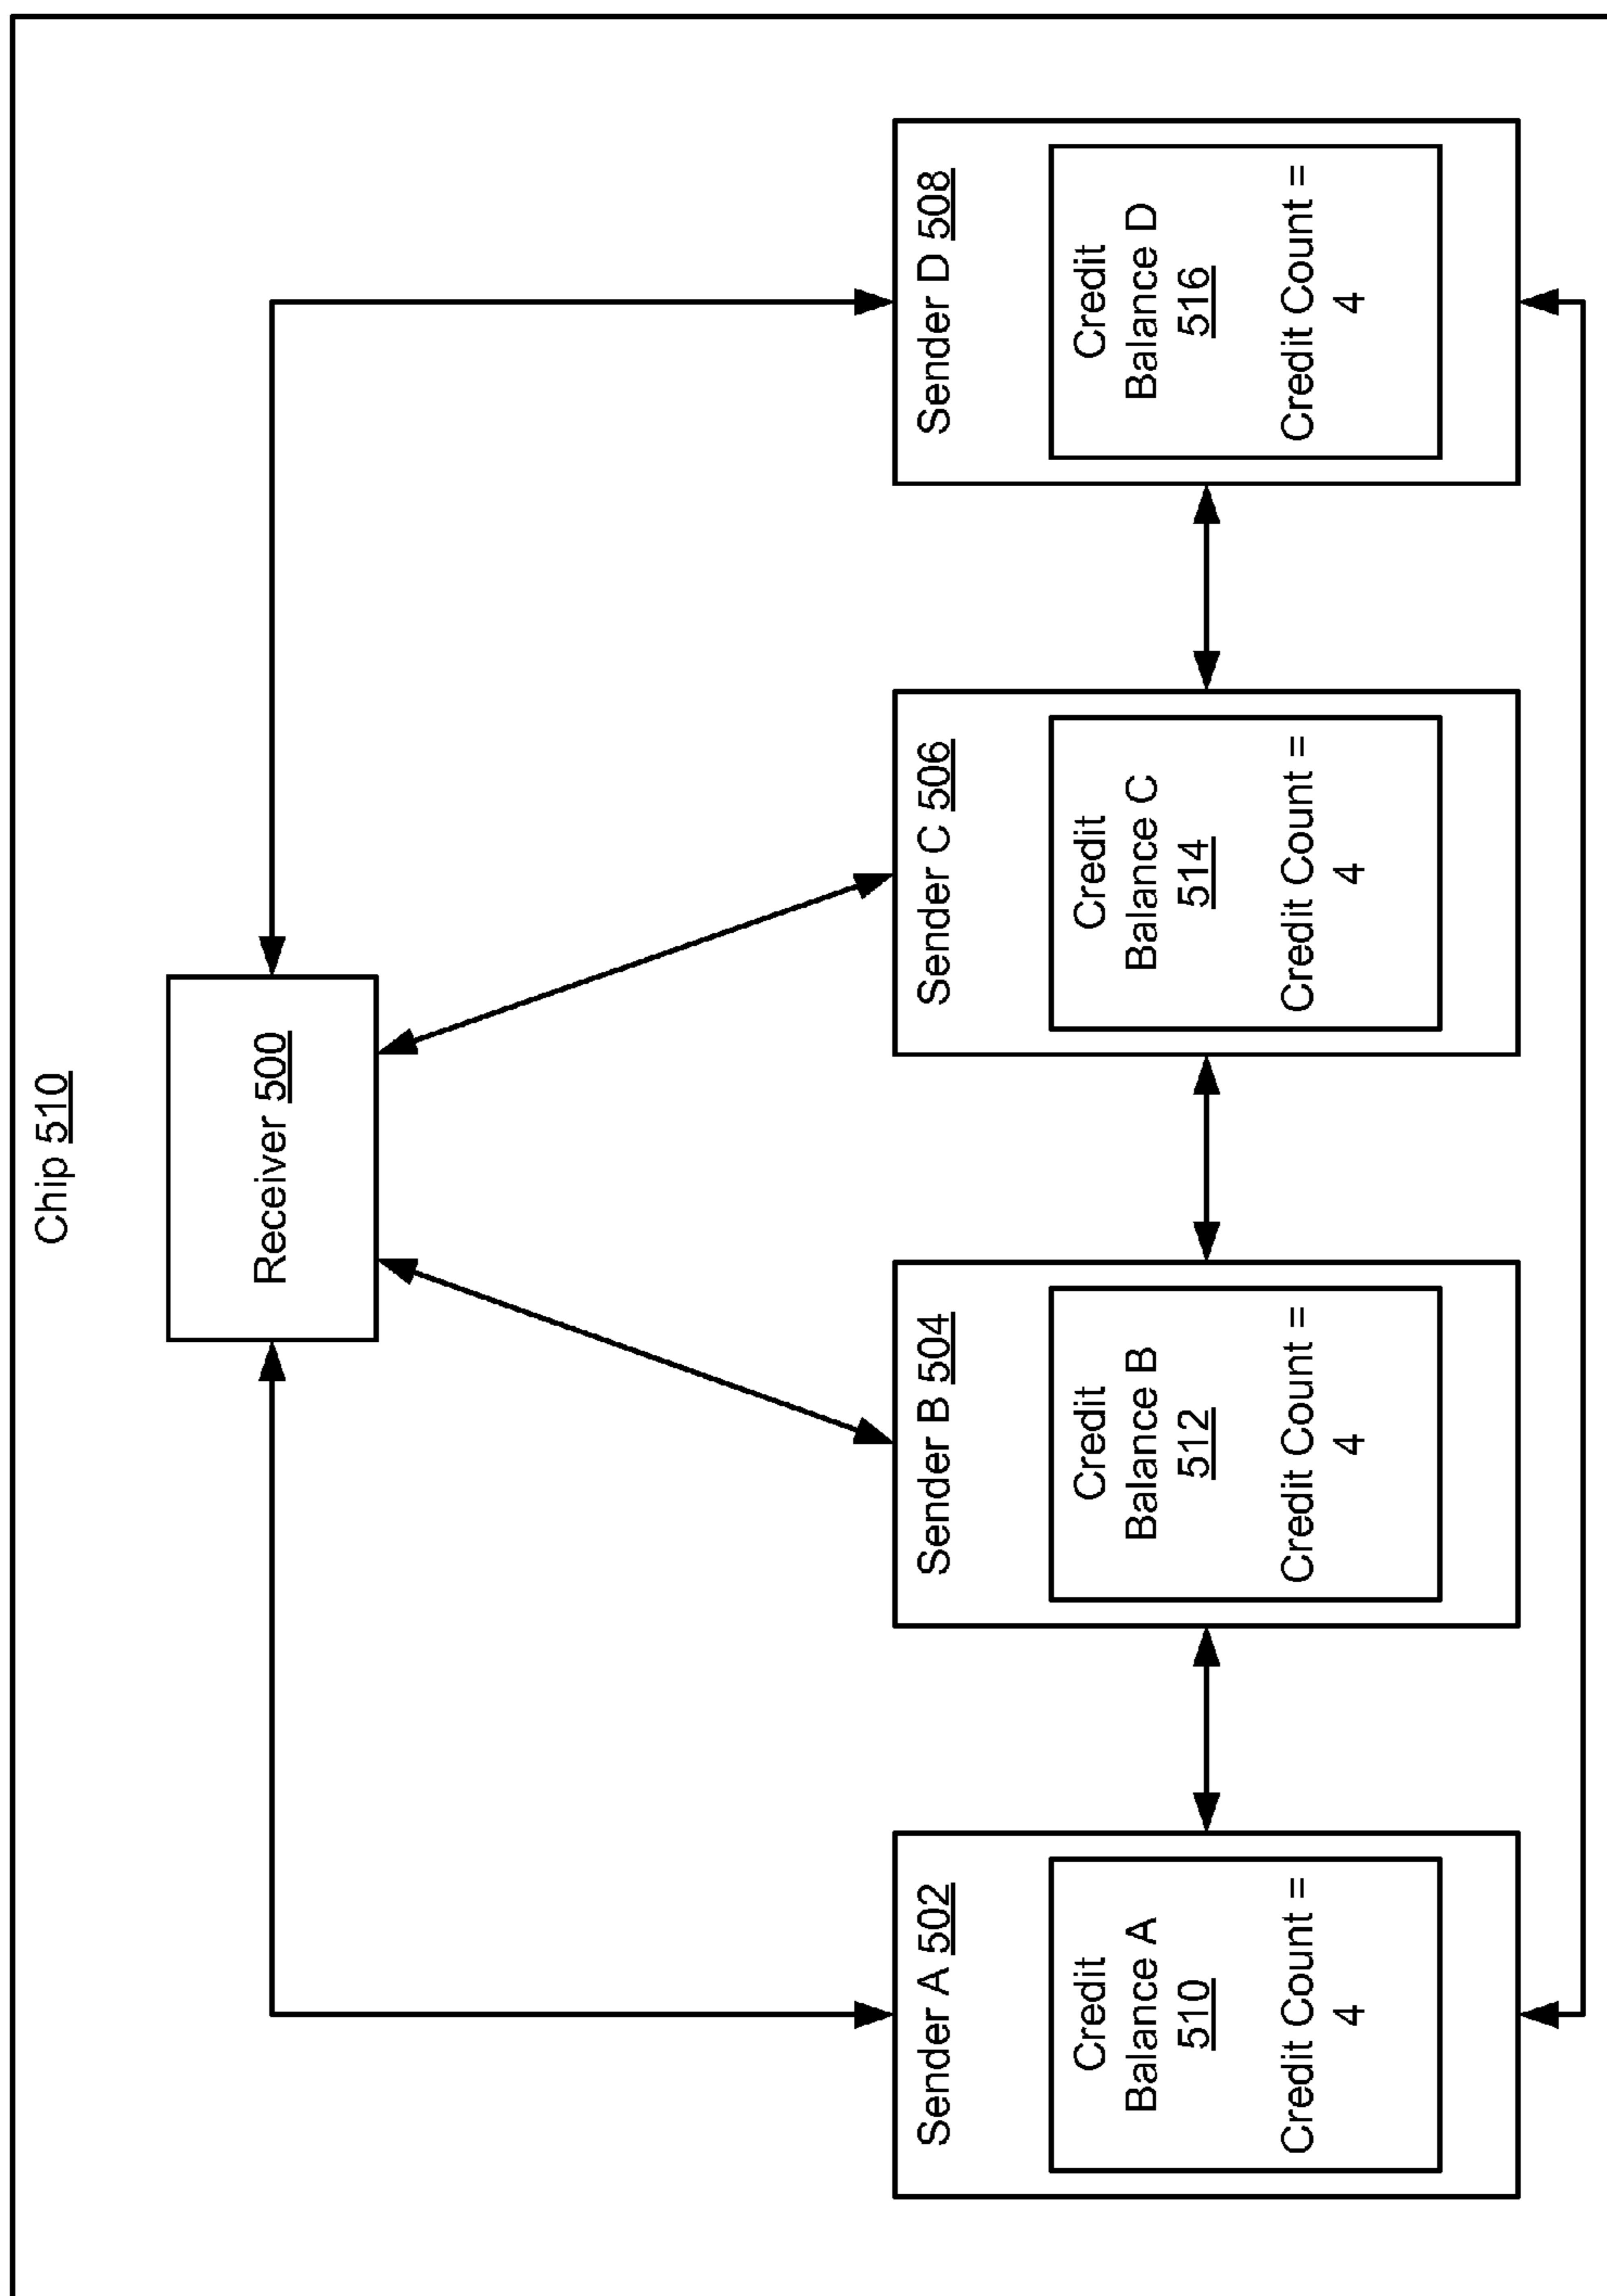 Chip 510
Receiver 500
Sender A 502
Credit
Balance A
510
Credit Count =
4
Sender B 504
Credit
Balance B
512
Credit Count =
4
Sender C 506
Credit
Balance C
514
Credit Count =
4
Sender D 508
Credit
Balance D
516
Credit Count =
4